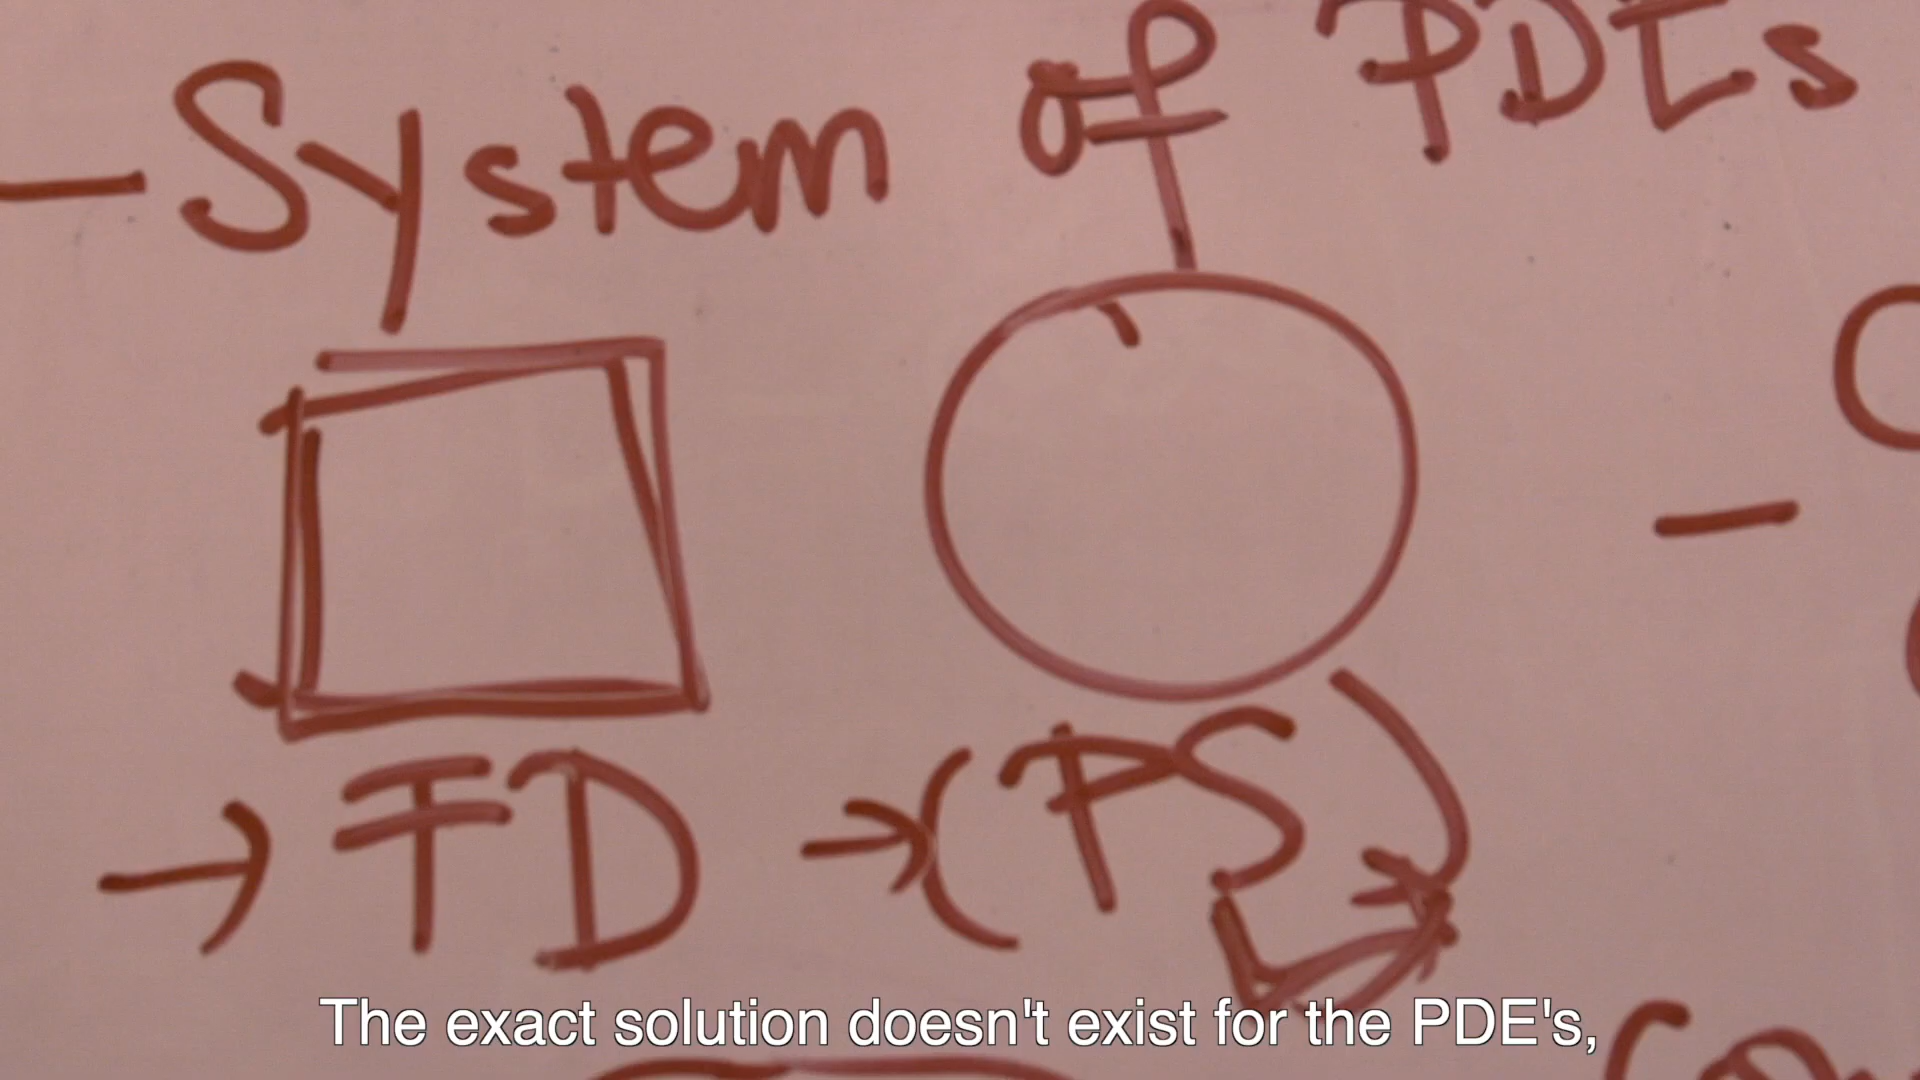 - System of PDEs
→ FD → (PS)
The exact solution doesn't exist for the PDE's,